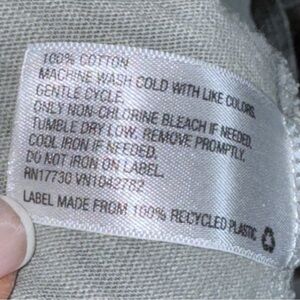 100% COTTON
MACHINE WASH COLD WITH LIKE COLORS.
GENTLE CYCLE.
ONLY NON-CHLORINE BLEACH IF NEEDED.
TUMBLE DRY LOW. REMOVE PROMPTLY.
COOL IRON IF NEEDED.
DO NOT IRON ON LABEL.
RN17730 VN1042782
LABEL MADE FROM 100% RECYCLED PLASTIC